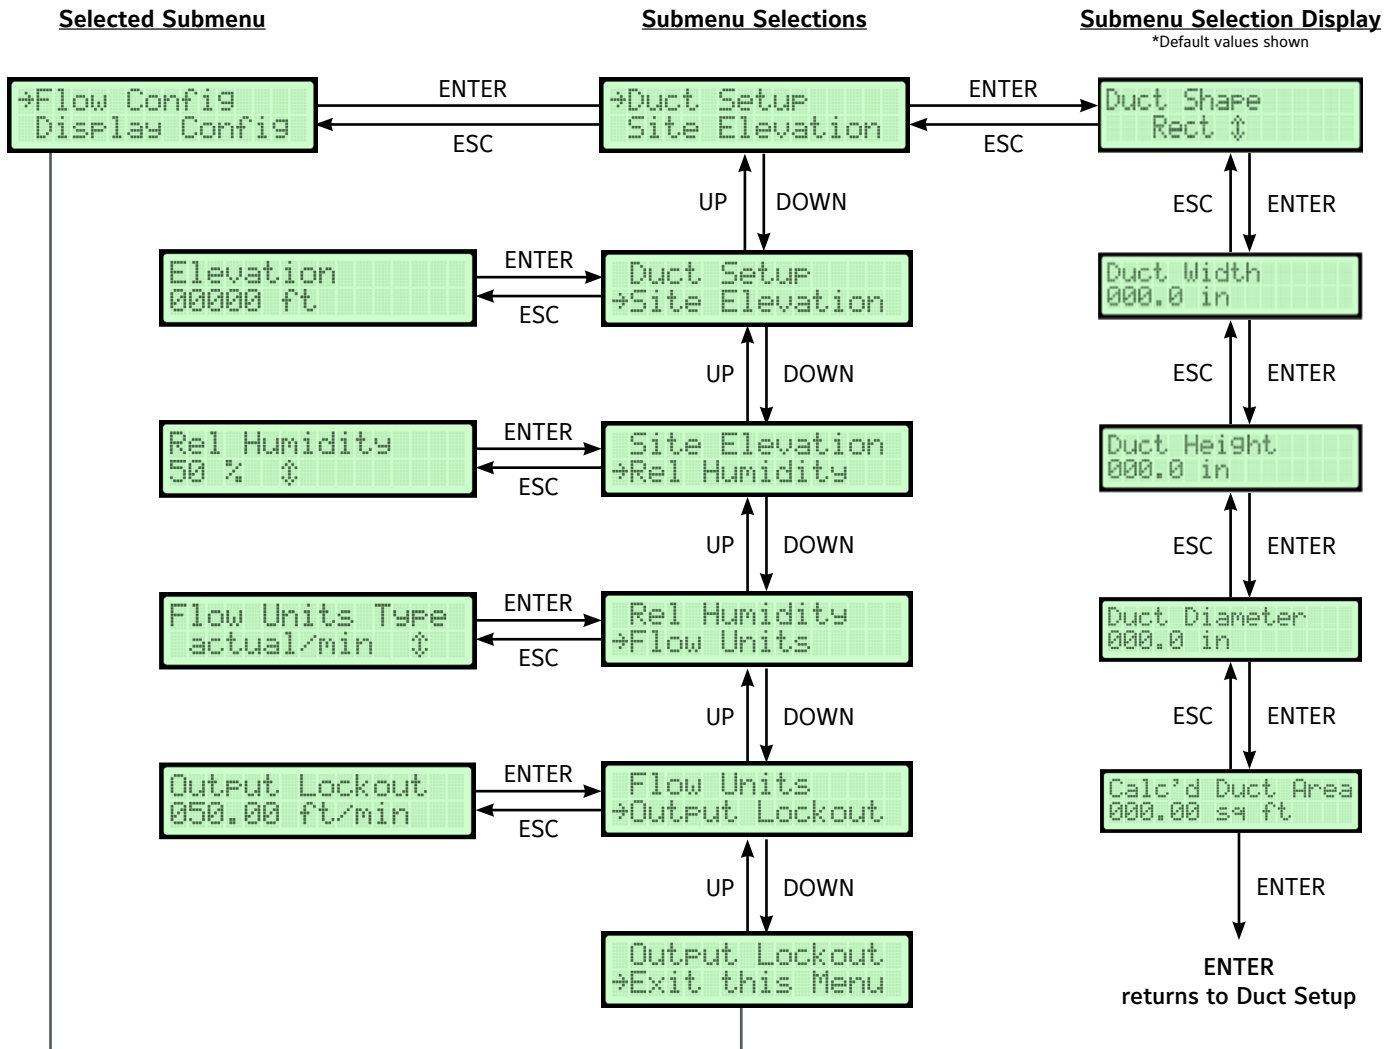 Selected Submenu
Submenu Selections
Submenu Selection Display
*Default values shown
→Flow Config
Display Config
ENTER
ESC
→Duct Setup
Site Elevation
ENTER
ESC
Duct Shape
Rect ↕
UP
DOWN
ESC
ENTER
Elevation
00000 ft
ENTER
ESC
Duct Setup
→Site Elevation
Duct Width
000.0 in
UP
DOWN
ESC
ENTER
Rel Humidity
50 % ↕
ENTER
ESC
Site Elevation
→Rel Humidity
Duct Height
000.0 in
UP
DOWN
ESC
ENTER
Flow Units Type
actual/min ↕
ENTER
ESC
Rel Humidity
→Flow Units
Duct Diameter
000.0 in
UP
DOWN
ESC
ENTER
Output Lockout
050.00 ft/min
ENTER
ESC
Flow Units
→Output Lockout
Calc'd Duct Area
000.00 sq ft
UP
DOWN
ENTER
Output Lockout
→Exit this Menu
ENTER
returns to Duct Setup